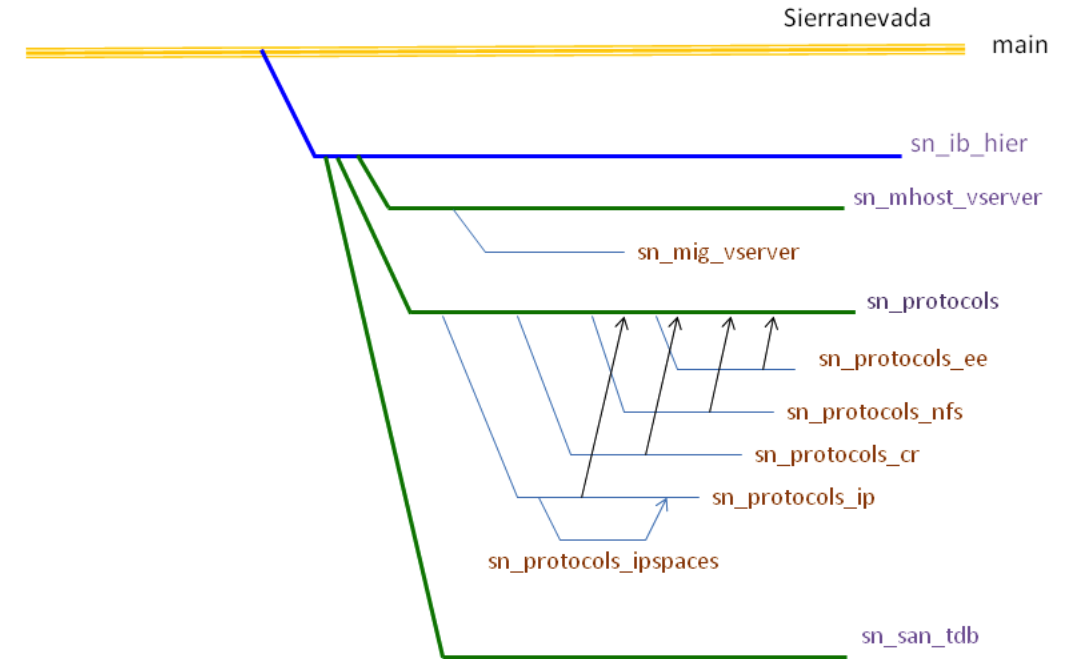 Sierranevada
main
sn_ib_hier
sn_mhost_vserver
sn_mig_vserver
sn_protocols
sn_protocols_ee
sn_protocols_nfs
sn_protocols_cr
sn_protocols_ip
sn_protocols_ipspaces
sn_san_tdb